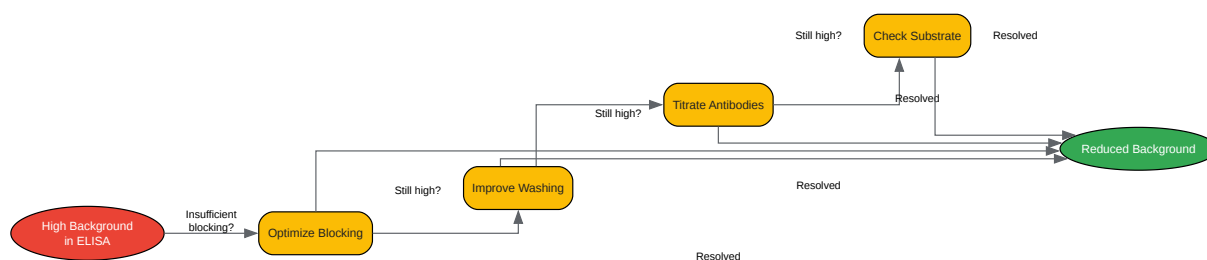 Still high?
Check Substrate
Resolved
Titrate Antibodies
Resolved
Still high?
Reduced Background
Improve Washing
Still high?
Resolved
High Background
in ELISA
Insufficient
blocking?
Optimize Blocking
Resolved